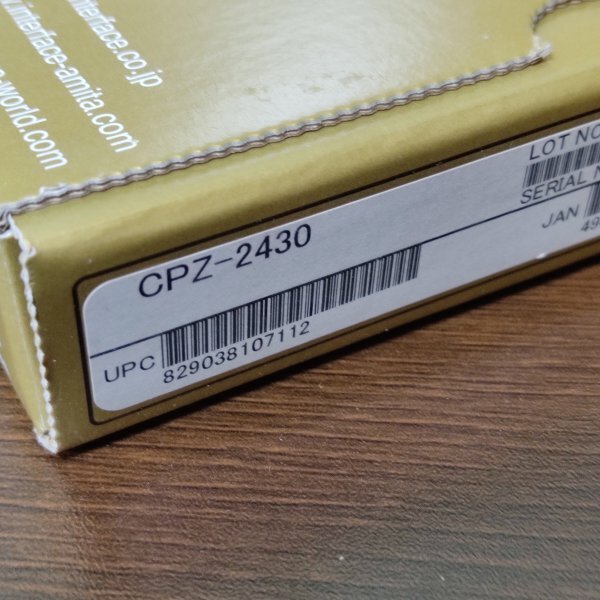 interface.co.jp
interface-amita.com
-world.com
CPZ-2430
UPC
829038107112
LOT NO
SERIAL N
JAN
49